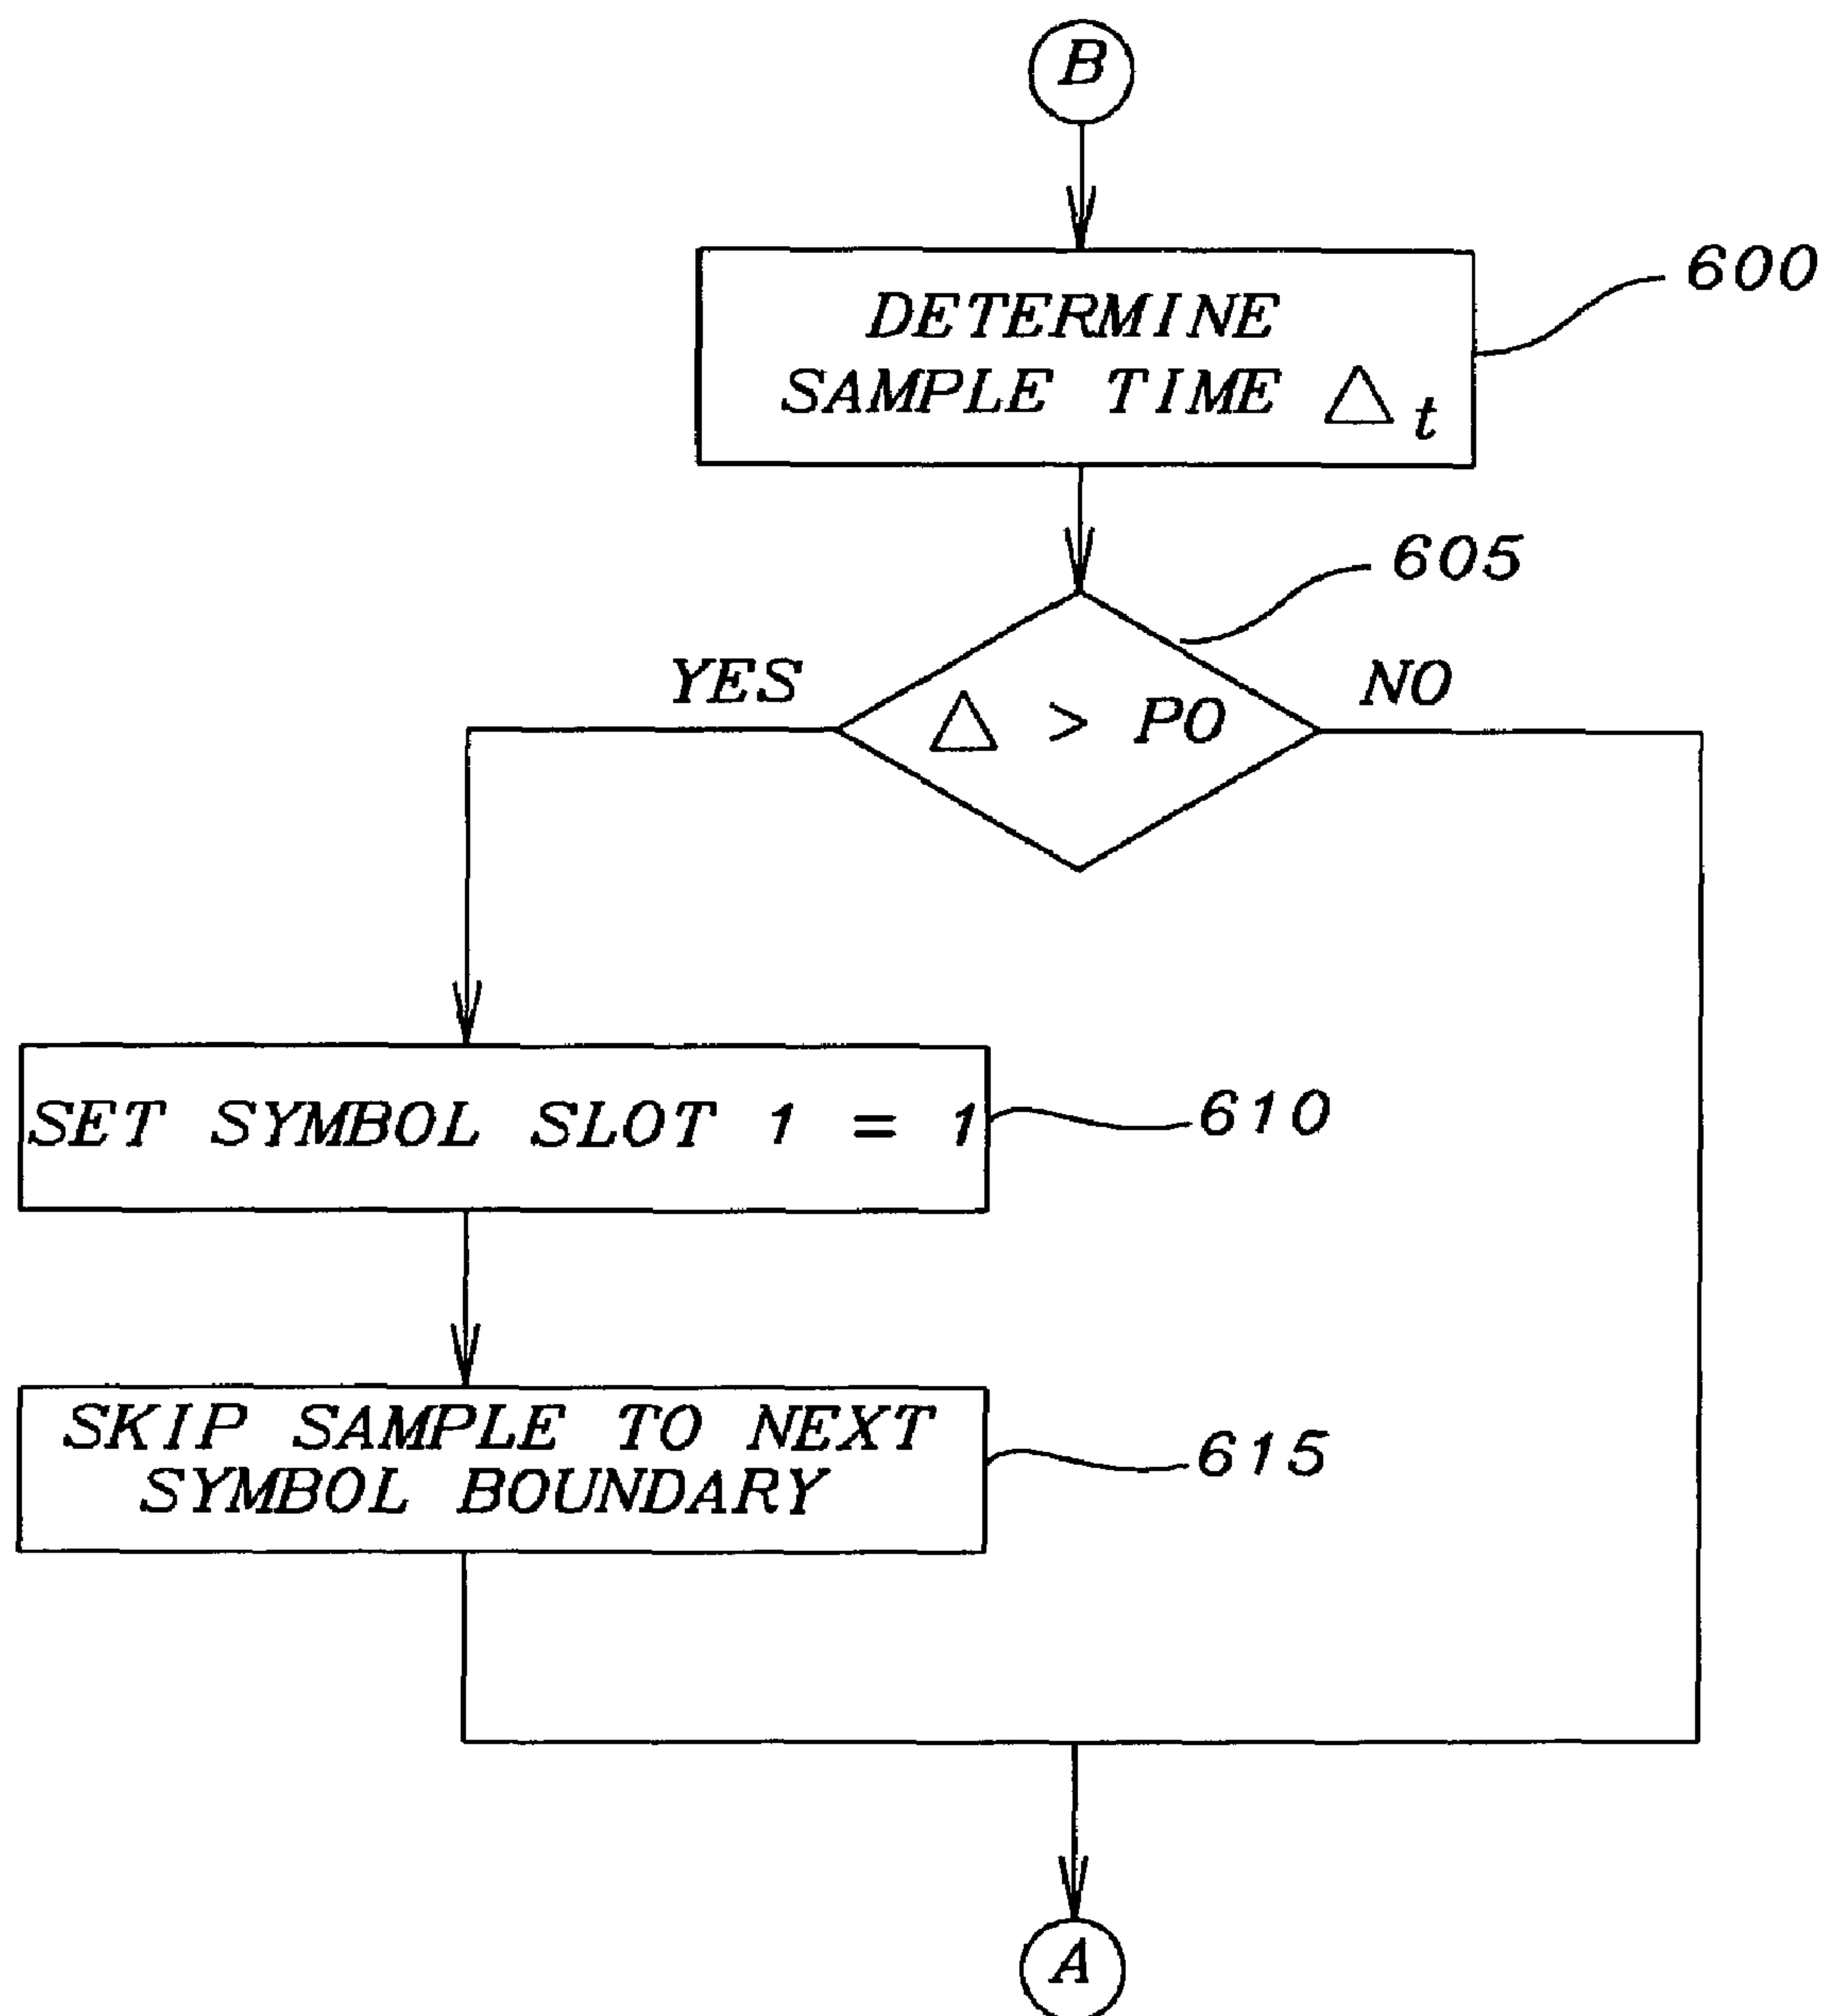 B
DETERMINE
SAMPLE TIME △t
600
605
YES
△ > PO
NO
SET SYMBOL SLOT 1 = 1
610
SKIP SAMPLE TO NEXT
SYMBOL BOUNDARY
615
A